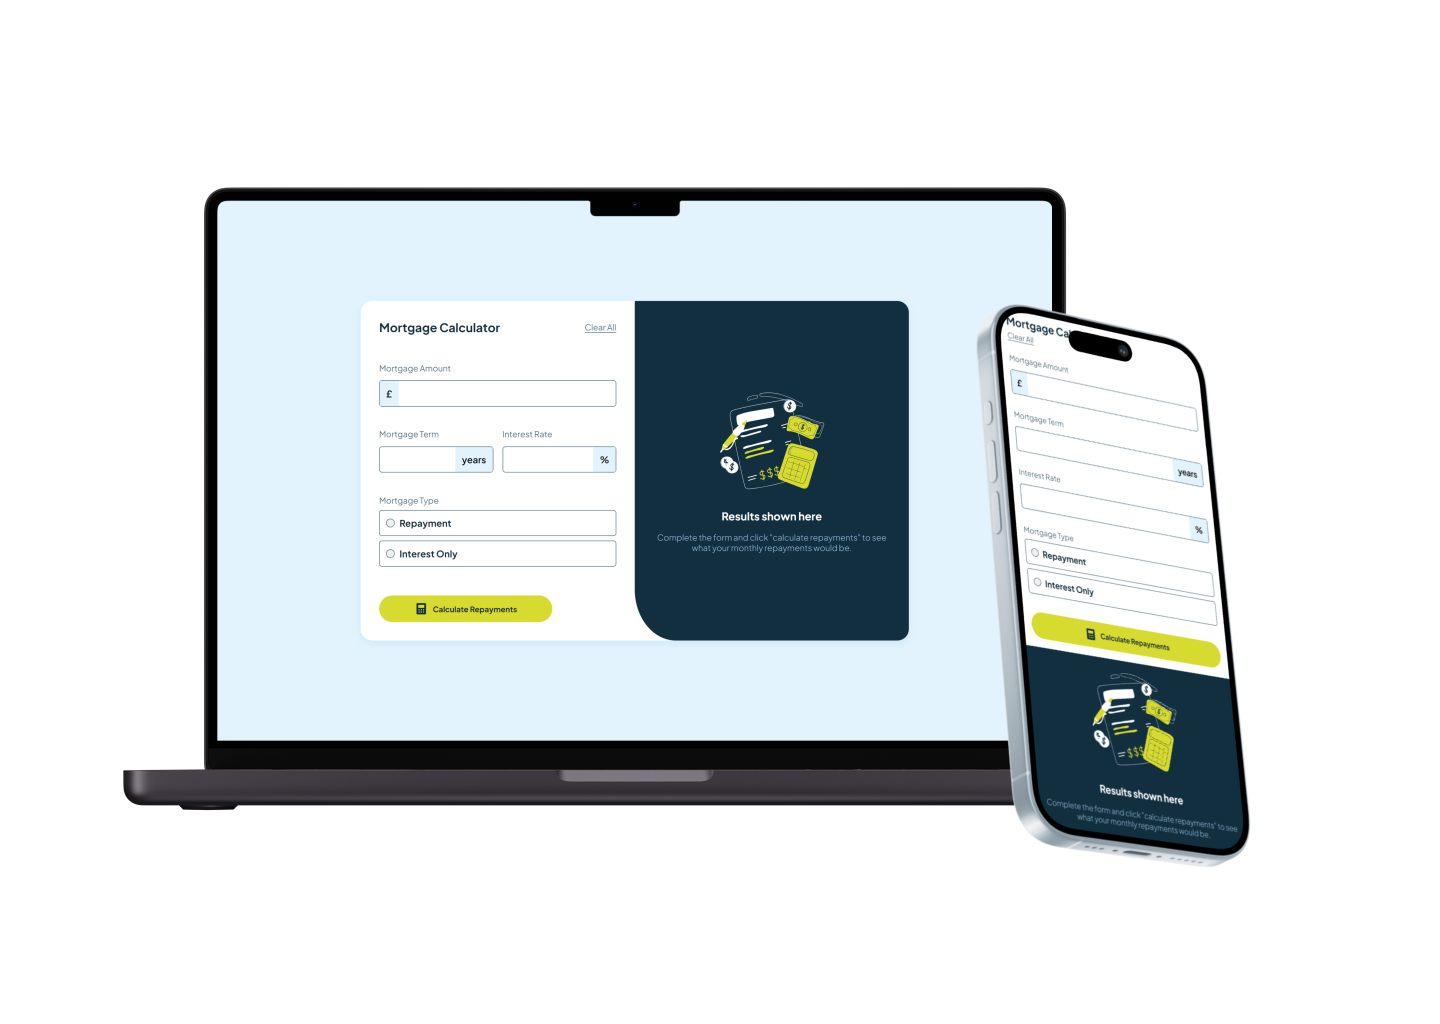 Mortgage Calculator
Clear All
Mortgage Amount
£
Mortgage Term
Interest Rate
years
%
Mortgage Type
Repayment
Interest Only
Calculate Repayments
$
$
$
$$$
Results shown here
Complete the form and click "calculate repayments" to see
what your monthly repayments would be.
Mortgage Cal
Clear All
Mortgage Amount
£
Mortgage Term
years
Interest Rate
%
Mortgage Type
Repayment
Interest Only
Calculate Repayments
$
$
$
$$$
Results shown here
Complete the form and click "calculate repayments" to see
what your monthly repayments would be.